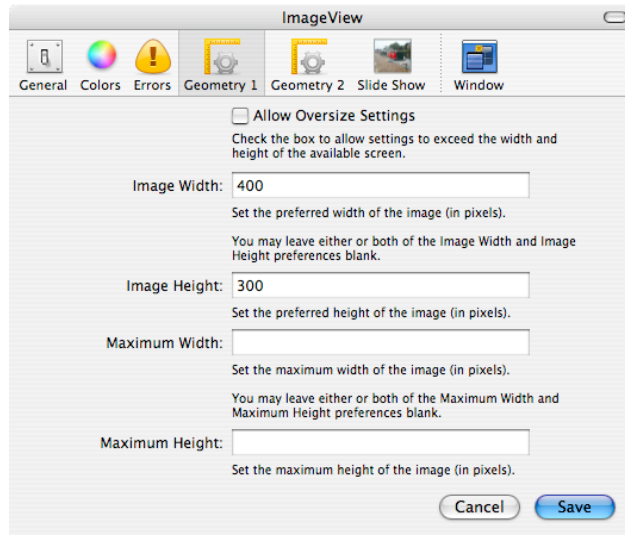 ImageView
General Colors Errors Geometry 1 Geometry 2 Slide Show Window
Allow Oversize Settings
Check the box to allow settings to exceed the width and
height of the available screen.
Image Width: 400
Set the preferred width of the image (in pixels).
You may leave either or both of the Image Width and Image
Height preferences blank.
Image Height: 300
Set the preferred height of the image (in pixels).
Maximum Width:
Set the maximum width of the image (in pixels).
You may leave either or both of the Maximum Width and
Maximum Height preferences blank.
Maximum Height:
Set the maximum height of the image (in pixels).
Cancel Save